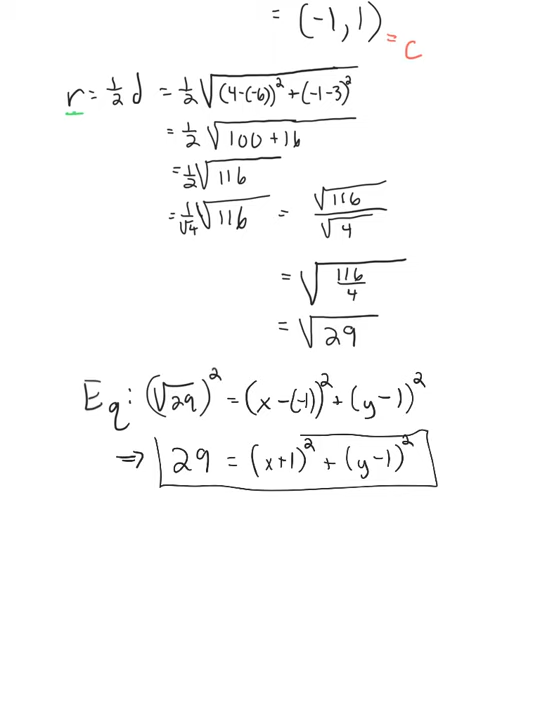 = (-1, 1) = C
r = 1/2 d = 1/2 √((4-(-6))² + (-1-3)²)
= 1/2 √(100 + 16)
= 1/2 √116
= 1/√4 √116 = √116/√4
= √(116/4)
= √29
Eq: (√29)² = (x-(-1))² + (y-1)²
⇒ 29 = (x+1)² + (y-1)²